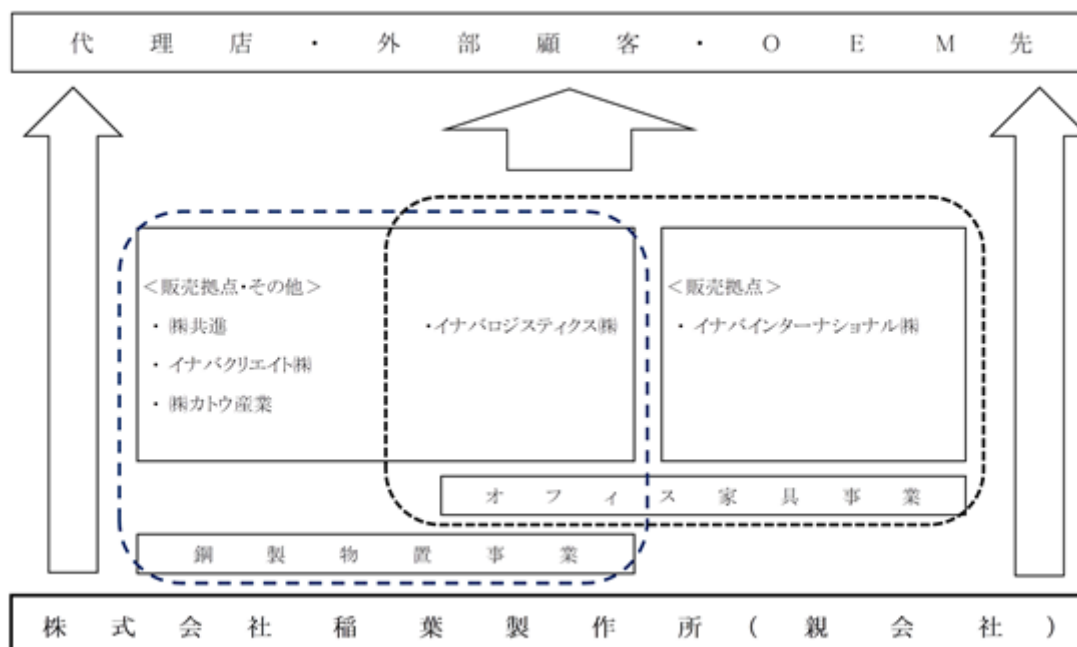 代理店・外部顧客・OEM先
＜販売拠点・その他＞
・ ㈱共進
・ イナバクリエイト㈱
・ ㈱カトウ産業
・イナバロジスティクス㈱
＜販売拠点＞
・ イナバインターナショナル㈱
オフィス家具事業
鋼製物置事業
株式会社稲葉製作所(親会社)